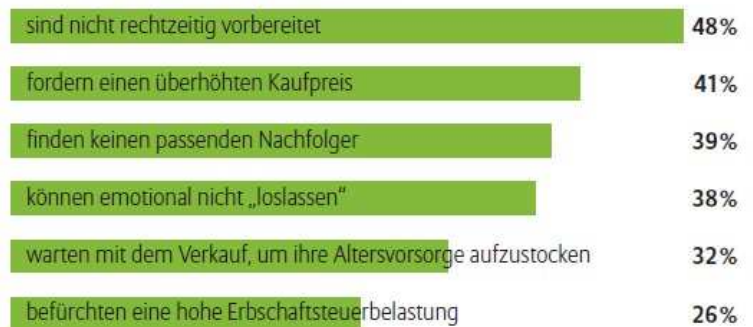 sind nicht rechtzeitig vorbereitet 48%
fordern einen überhöhten Kaufpreis 41%
finden keinen passenden Nachfolger 39%
können emotional nicht „loslassen“ 38%
warten mit dem Verkauf, um ihre Altersvorsorge aufzustocken 32%
befürchten eine hohe Erbschaftsteuerbelastung 26%